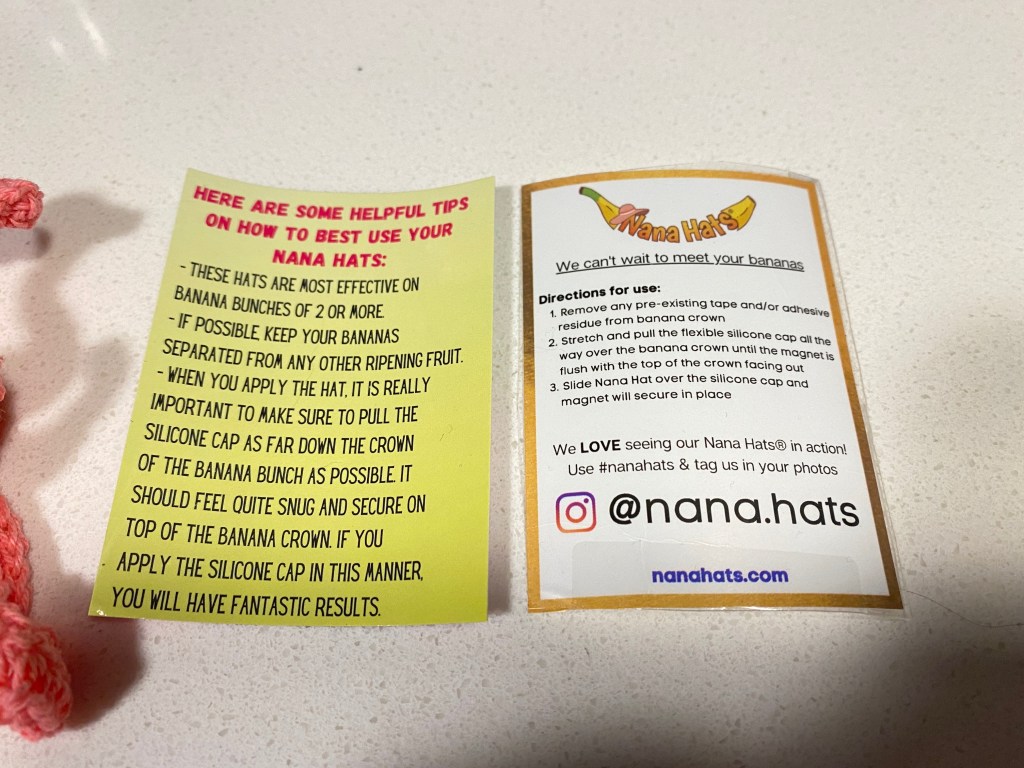 HERE ARE SOME HELPFUL TIPS
ON HOW TO BEST USE YOUR
NANA HATS:
- THESE HATS ARE MOST EFFECTIVE ON
BANANA BUNCHES OF 2 OR MORE.
- IF POSSIBLE, KEEP YOUR BANANAS
SEPARATED FROM ANY OTHER RIPENING FRUIT.
- WHEN YOU APPLY THE HAT, IT IS REALLY
IMPORTANT TO MAKE SURE TO PULL THE
SILICONE CAP AS FAR DOWN THE CROWN
OF THE BANANA BUNCH AS POSSIBLE. IT
SHOULD FEEL QUITE SNUG AND SECURE ON
TOP OF THE BANANA CROWN. IF YOU
APPLY THE SILICONE CAP IN THIS MANNER,
YOU WILL HAVE FANTASTIC RESULTS.
Nana Hats®
We can't wait to meet your bananas
Directions for use:
1. Remove any pre-existing tape and/or adhesive
residue from banana crown
2. Stretch and pull the flexible silicone cap all the
way over the banana crown until the magnet is
flush with the top of the crown facing out
3. Slide Nana Hat over the silicone cap and
magnet will secure in place
We LOVE seeing our Nana Hats® in action!
Use #nanahats & tag us in your photos
@nana.hats
nanahats.com